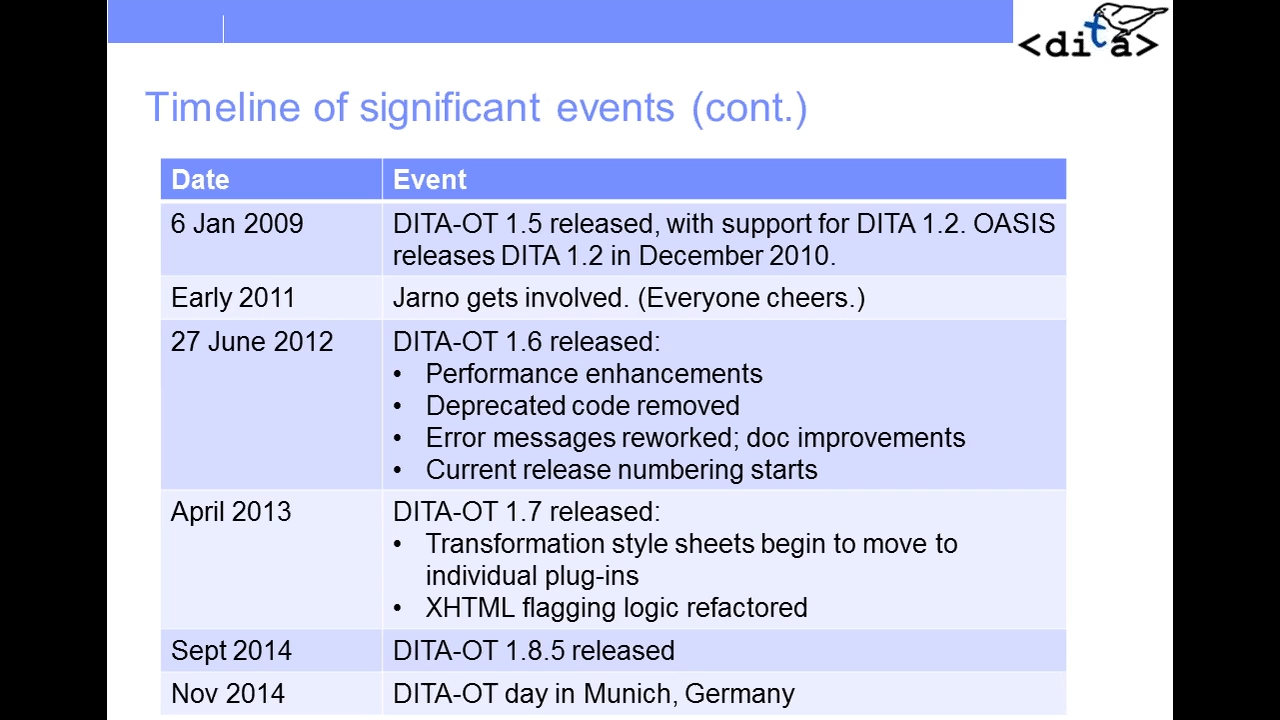 <dita>
Timeline of significant events (cont.)
Date Event
6 Jan 2009 DITA-OT 1.5 released, with support for DITA 1.2. OASIS
releases DITA 1.2 in December 2010.
Early 2011 Jarno gets involved. (Everyone cheers.)
27 June 2012 DITA-OT 1.6 released:
• Performance enhancements
• Deprecated code removed
• Error messages reworked; doc improvements
• Current release numbering starts
April 2013 DITA-OT 1.7 released:
• Transformation style sheets begin to move to
individual plug-ins
• XHTML flagging logic refactored
Sept 2014 DITA-OT 1.8.5 released
Nov 2014 DITA-OT day in Munich, Germany